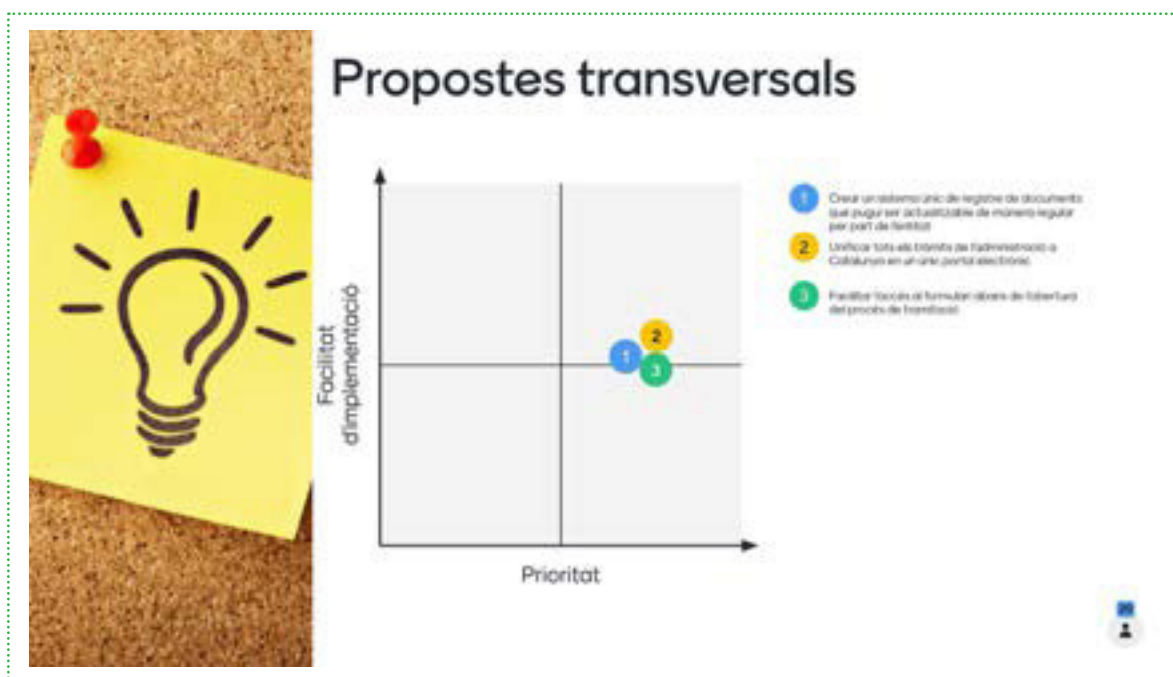 Propostes transversals
Facilitat
d'implementació
Prioritat
1
2
3
1
Crear un sistema únic de registre de documents
que pugui ser actualitzable de manera regular
per part de l'entitat
2
Unificar tots els tràmits de l'administració a
Catalunya en un únic portal electrònic
3
Facilitar l'accés al formulari abans de l'obertura
del procés de tramitació
20